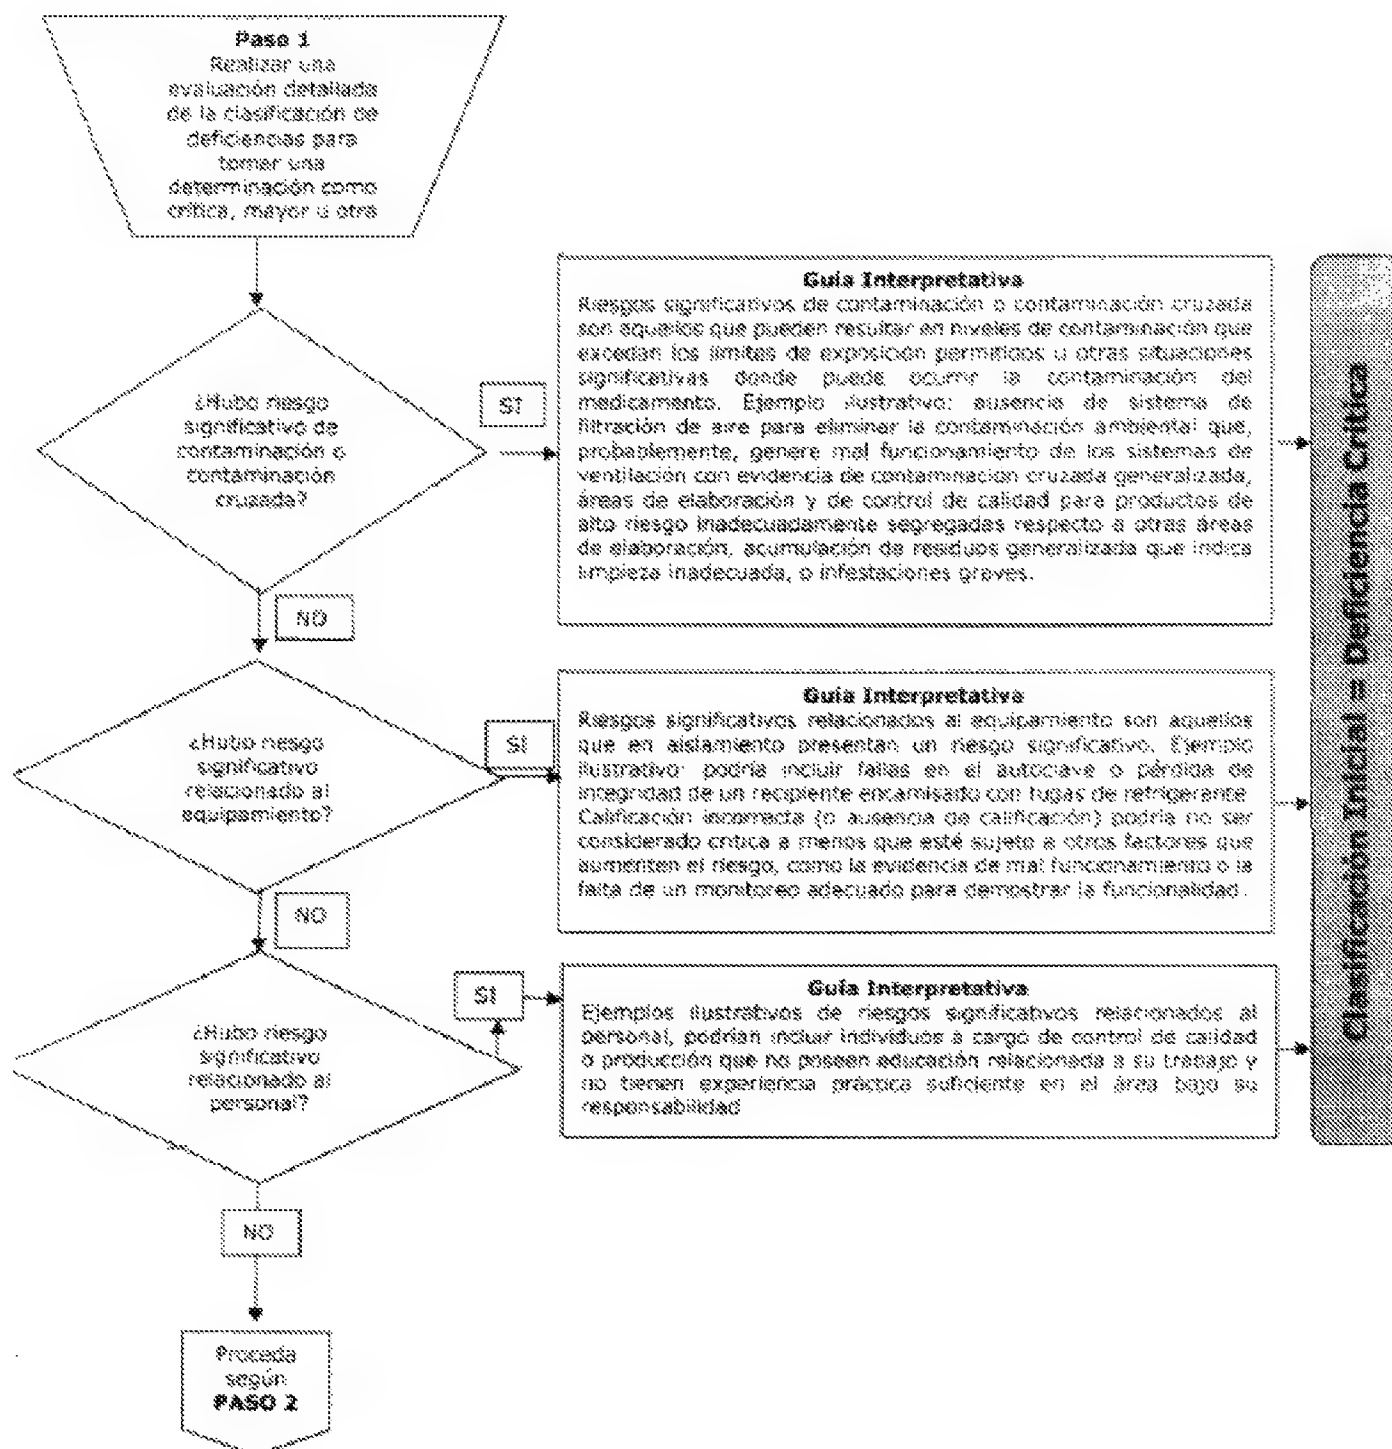 Paso 1
Realizar una
evaluación detallada
de la clasificación de
deficiencias para
tomar una
determinación como
crítica, mayor u otra
¿Hubo riesgo
significativo de
contaminación o
contaminación
cruzada?
SI
Guía Interpretativa
Riesgos significativos de contaminación o contaminación cruzada
son aquellos que pueden resultar en niveles de contaminación que
excedan los límites de exposición permitidos u otras situaciones
significativas donde puede ocurrir la contaminación del
medicamento. Ejemplo ilustrativo: ausencia de sistema de
filtración de aire para eliminar la contaminación ambiental que,
probablemente, genere mal funcionamiento de los sistemas de
ventilación con evidencia de contaminación cruzada generalizada,
áreas de elaboración y de control de calidad para productos de
alto riesgo inadecuadamente segregadas respecto a otras áreas
de elaboración, acumulación de residuos generalizada que indica
limpieza inadecuada, o infestaciones graves.
NO
¿Hubo riesgo
significativo
relacionado al
equipamiento?
SI
Guía Interpretativa
Riesgos significativos relacionados al equipamiento son aquellos
que en aislamiento presentan un riesgo significativo. Ejemplo
ilustrativo: podría incluir fallas en el autoclave o pérdida de
integridad de un recipiente encamisado con fugas de refrigerante
Calificación incorrecta (o ausencia de calificación) podría no ser
considerado crítica a menos que esté sujeto a otros factores que
aumenten el riesgo, como la evidencia de mal funcionamiento o la
falta de un monitoreo adecuado para demostrar la funcionalidad.
NO
¿Hubo riesgo
significativo
relacionado al
personal?
SI
Guía Interpretativa
Ejemplos ilustrativos de riesgos significativos relacionados al
personal, podrían incluir individuos a cargo de control de calidad
o producción que no poseen educación relacionada a su trabajo y
no tienen experiencia práctica suficiente en el área bajo su
responsabilidad
NO
Proceda
según
PASO 2
Clasificación Inicial = Deficiencia Crítica